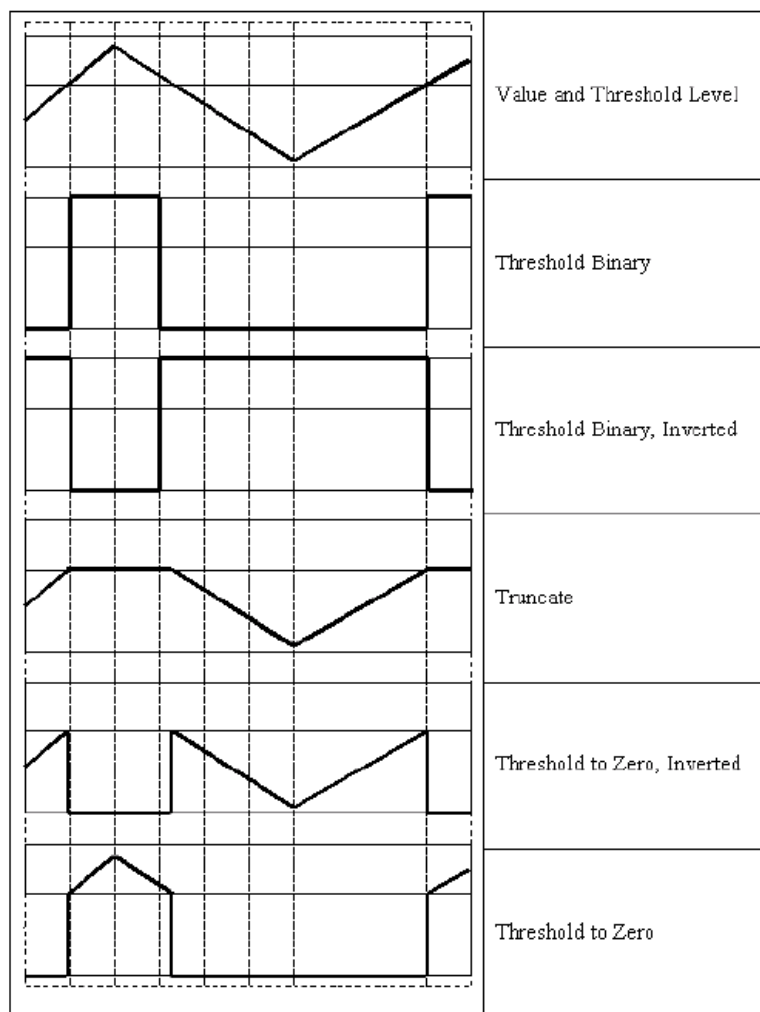 Value and Threshold Level
Threshold Binary
Threshold Binary, Inverted
Truncate
Threshold to Zero, Inverted
Threshold to Zero